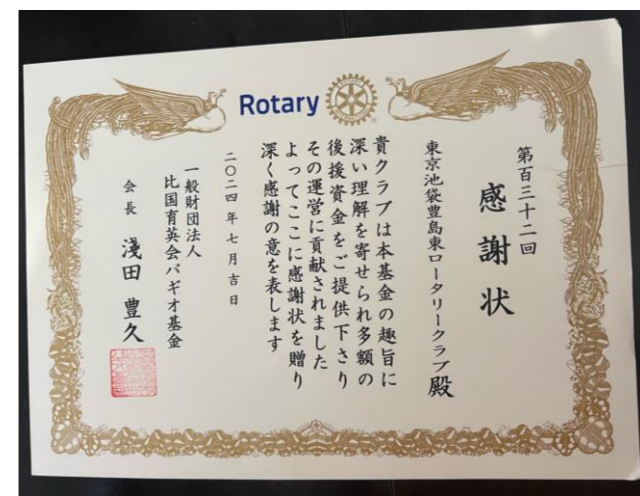 Rotary
第百三十二回
感謝状
東京池袋豊島東ロータリークラブ殿
貴クラブは本基金の趣旨に
深い理解を寄せられ多額の
後援資金をご提供下さり
その運営に貢献されました
よってここに感謝状を贈り
深く感謝の意を表します
二〇二四年七月吉日
一般財団法人
比国育英会バギオ基金
会長 淺田豊久